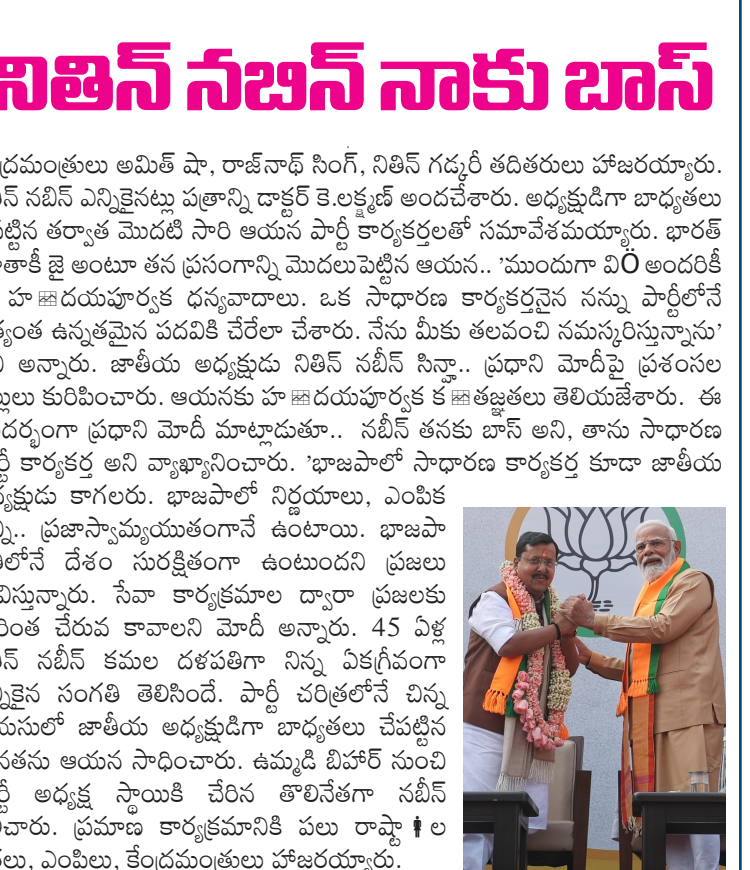 నితిన్ నబిన్ నాకు బాస్
ద్రమంత్రులు అమిత్ షా, రాజ్‌నాథ్ సింగ్, నితిన్ గడ్కరీ తదితరులు హాజరయ్యారు.
న్ నబిన్ ఎన్నికైనట్లు పత్రాన్ని డాక్టర్ కె.లక్ష్మణ్ అందచేశారు. అధ్యక్షుడిగా బాధ్యతలు
పట్టిన తర్వాత మొదటి సారి ఆయన పార్టీ కార్యకర్తలతో సమావేశమయ్యారు. భారత్
తాకీ జై అంటూ తన ప్రసంగాన్ని మొదలుపెట్టిన ఆయన.. 'ముందుగా విÖ అందరికీ
హ దయపూర్వక ధన్యవాదాలు. ఒక సాధారణ కార్యకర్తనైన నన్ను పార్టీలోనే
త్యంత ఉన్నతమైన పదవికి చేరేలా చేశారు. నేను మీకు తలవంచి నమస్కరిస్తున్నాను'
అన్నారు. జాతీయ అధ్యక్షుడు నితిన్ నబీన్ సిన్హా.. ప్రధాని మోదీపై ప్రశంసల
ల్లులు కురిపించారు. ఆయనకు హ దయపూర్వక క తజ్ఞతలు తెలియజేశారు. ఈ
దర్భంగా ప్రధాని మోదీ మాట్లాడుతూ.. నబీన్ తనకు బాస్ అని, తాను సాధారణ
ర్టీ కార్యకర్త అని వ్యాఖ్యానించారు. 'భాజపాలో సాధారణ కార్యకర్త కూడా జాతీయ
ధ్యక్షుడు కాగలరు. భాజపాలో నిర్ణయాలు, ఎంపిక
న్నీ.. ప్రజాస్వామ్యయుతంగానే ఉంటాయి. భాజపా
తిలోనే దేశం సురక్షితంగా ఉంటుందని ప్రజలు
విస్తున్నారు. సేవా కార్యక్రమాల ద్వారా ప్రజలకు
రింత చేరువ కావాలని మోదీ అన్నారు. 45 ఏళ్ల
న్ నబీన్ కమల దళపతిగా నిన్న ఏకగ్రీవంగా
న్నికైన సంగతి తెలిసిందే. పార్టీ చరిత్రలోనే చిన్న
యసులో జాతీయ అధ్యక్షుడిగా బాధ్యతలు చేపట్టిన
నతను ఆయన సాధించారు. ఉమ్మడి బిహార్ నుంచి
ర్టీ అధ్యక్ష స్థాయికి చేరిన తొలినేతగా నబీన్
చారు. ప్రమాణ కార్యక్రమానికి పలు రాష్టా ల
తలు, ఎంపిలు, కేంద్రమంత్రులు హాజరయ్యారు.